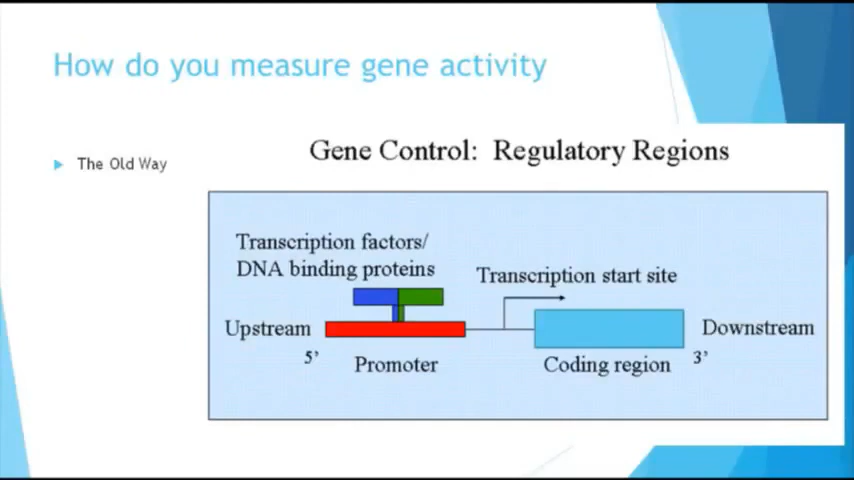 How do you measure gene activity
The Old Way
Gene Control: Regulatory Regions
Transcription factors/
DNA binding proteins
Transcription start site
Upstream
Downstream
5’
Promoter
Coding region
3’